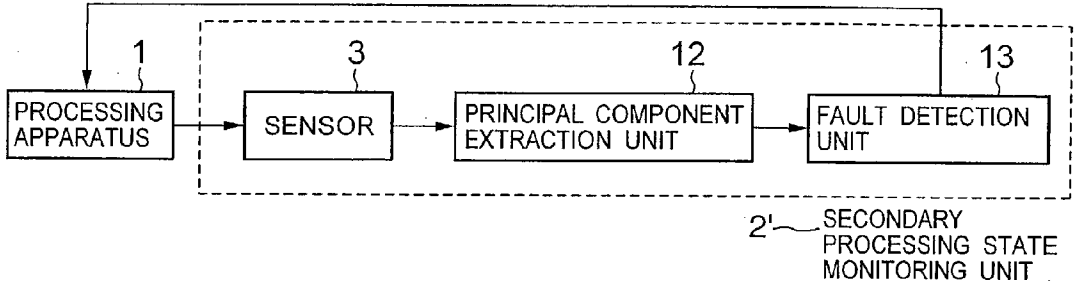 1
3
12
13
PROCESSING
APPARATUS
SENSOR
PRINCIPAL COMPONENT
EXTRACTION UNIT
FAULT DETECTION
UNIT
2'
SECONDARY
PROCESSING STATE
MONITORING UNIT